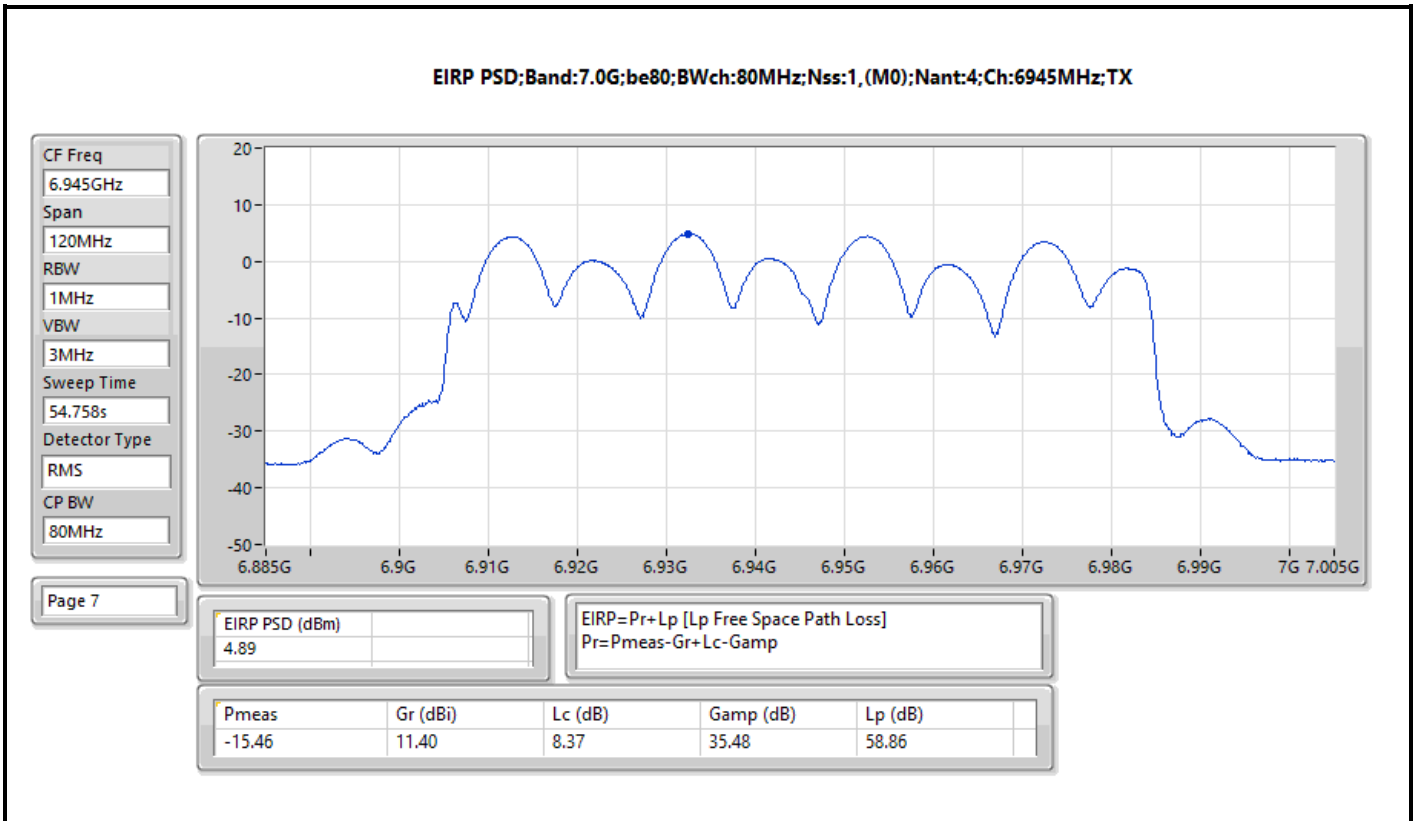 EIRP PSD;Band:7.0G;be80;BWch:80MHz;Nss:1,(M0);Nant:4;Ch:6945MHz;TX
CF Freq
6.945GHz
Span
120MHz
RBW
1MHz
VBW
3MHz
Sweep Time
54.758s
Detector Type
RMS
CP BW
80MHz
Page 7
20
10
0
-10
-20
-30
-40
-50
6.885G 6.9G 6.91G 6.92G 6.93G 6.94G 6.95G 6.96G 6.97G 6.98G 6.99G 7G 7.005G
EIRP PSD (dBm)
4.89
EIRP=Pr+Lp [Lp Free Space Path Loss]
Pr=Pmeas-Gr+Lc-Gamp
Pmeas Gr (dBi) Lc (dB) Gamp (dB) Lp (dB)
-15.46 11.40 8.37 35.48 58.86